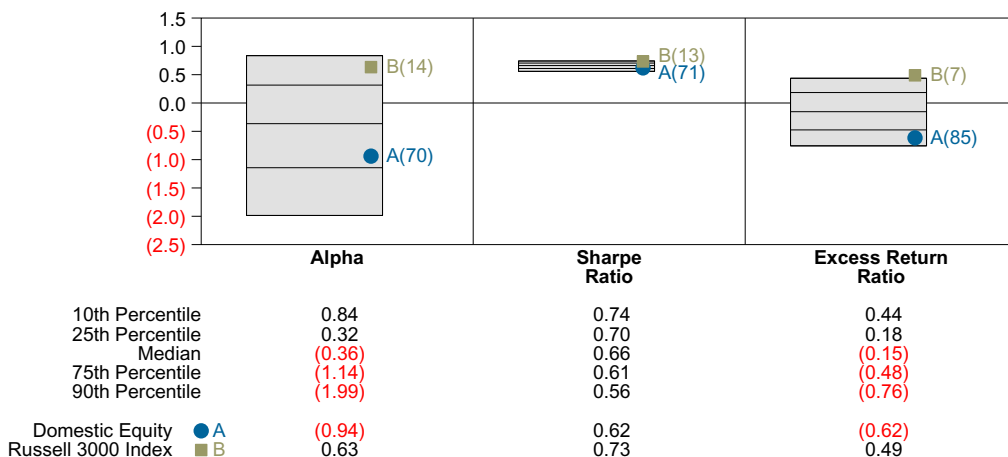 1.5
1.0
0.5
0.0
(0.5)
(1.0)
(1.5)
(2.0)
(2.5)
B(14)
A(70)
B(13)
A(71)
B(7)
A(85)
Alpha
Sharpe
Ratio
Excess Return
Ratio
10th Percentile 0.84 0.74 0.44
25th Percentile 0.32 0.70 0.18
Median (0.36) 0.66 (0.15)
75th Percentile (1.14) 0.61 (0.48)
90th Percentile (1.99) 0.56 (0.76)
Domestic Equity A (0.94) 0.62 (0.62)
Russell 3000 Index B 0.63 0.73 0.49